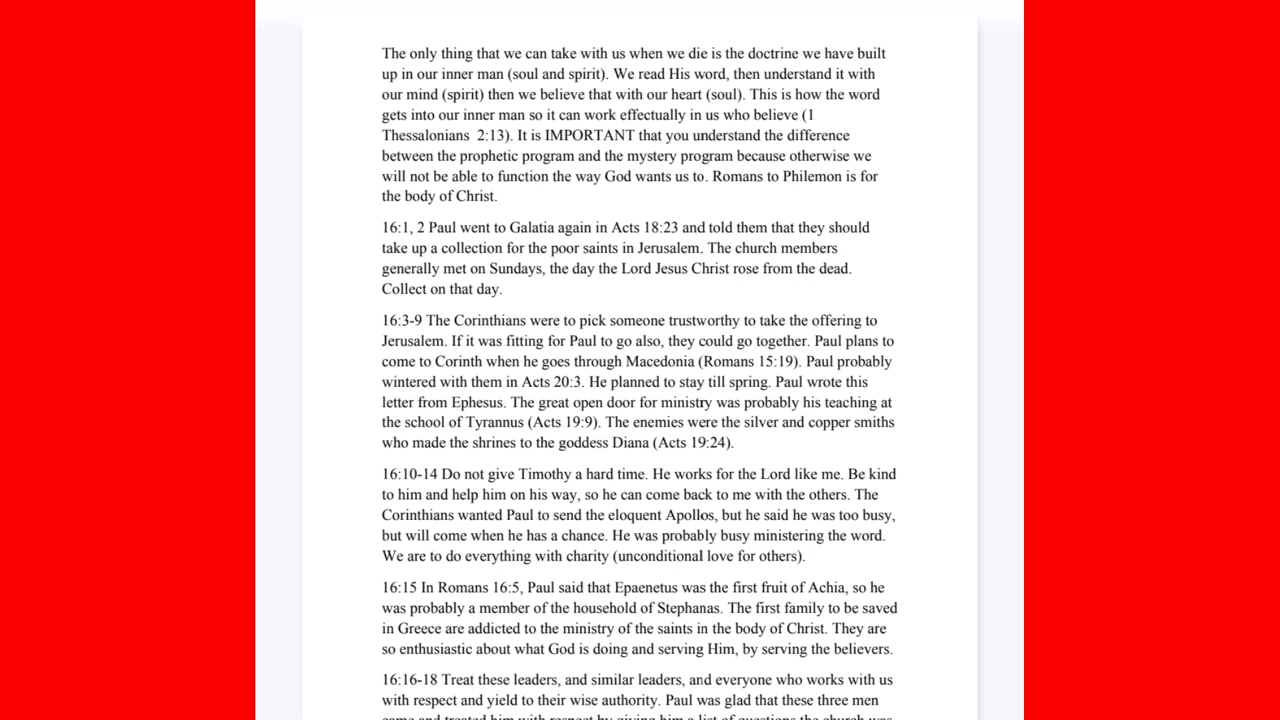 The only thing that we can take with us when we die is the doctrine we have built
up in our inner man (soul and spirit). We read His word, then understand it with
our mind (spirit) then we believe that with our heart (soul). This is how the word
gets into our inner man so it can work effectually in us who believe (1
Thessalonians  2:13). It is IMPORTANT that you understand the difference
between the prophetic program and the mystery program because otherwise we
will not be able to function the way God wants us to. Romans to Philemon is for
the body of Christ.
16:1, 2 Paul went to Galatia again in Acts 18:23 and told them that they should
take up a collection for the poor saints in Jerusalem. The church members
generally met on Sundays, the day the Lord Jesus Christ rose from the dead.
Collect on that day.
16:3-9 The Corinthians were to pick someone trustworthy to take the offering to
Jerusalem. If it was fitting for Paul to go also, they could go together. Paul plans to
come to Corinth when he goes through Macedonia (Romans 15:19). Paul probably
wintered with them in Acts 20:3. He planned to stay till spring. Paul wrote this
letter from Ephesus. The great open door for ministry was probably his teaching at
the school of Tyrannus (Acts 19:9). The enemies were the silver and copper smiths
who made the shrines to the goddess Diana (Acts 19:24).
16:10-14 Do not give Timothy a hard time. He works for the Lord like me. Be kind
to him and help him on his way, so he can come back to me with the others. The
Corinthians wanted Paul to send the eloquent Apollos, but he said he was too busy,
but will come when he has a chance. He was probably busy ministering the word.
We are to do everything with charity (unconditional love for others).
16:15 In Romans 16:5, Paul said that Epaenetus was the first fruit of Achia, so he
was probably a member of the household of Stephanas. The first family to be saved
in Greece are addicted to the ministry of the saints in the body of Christ. They are
so enthusiastic about what God is doing and serving Him, by serving the believers.
16:16-18 Treat these leaders, and similar leaders, and everyone who works with us
with respect and yield to their wise authority. Paul was glad that these three men
came and treated him with respect by giving him a list of questions the church was